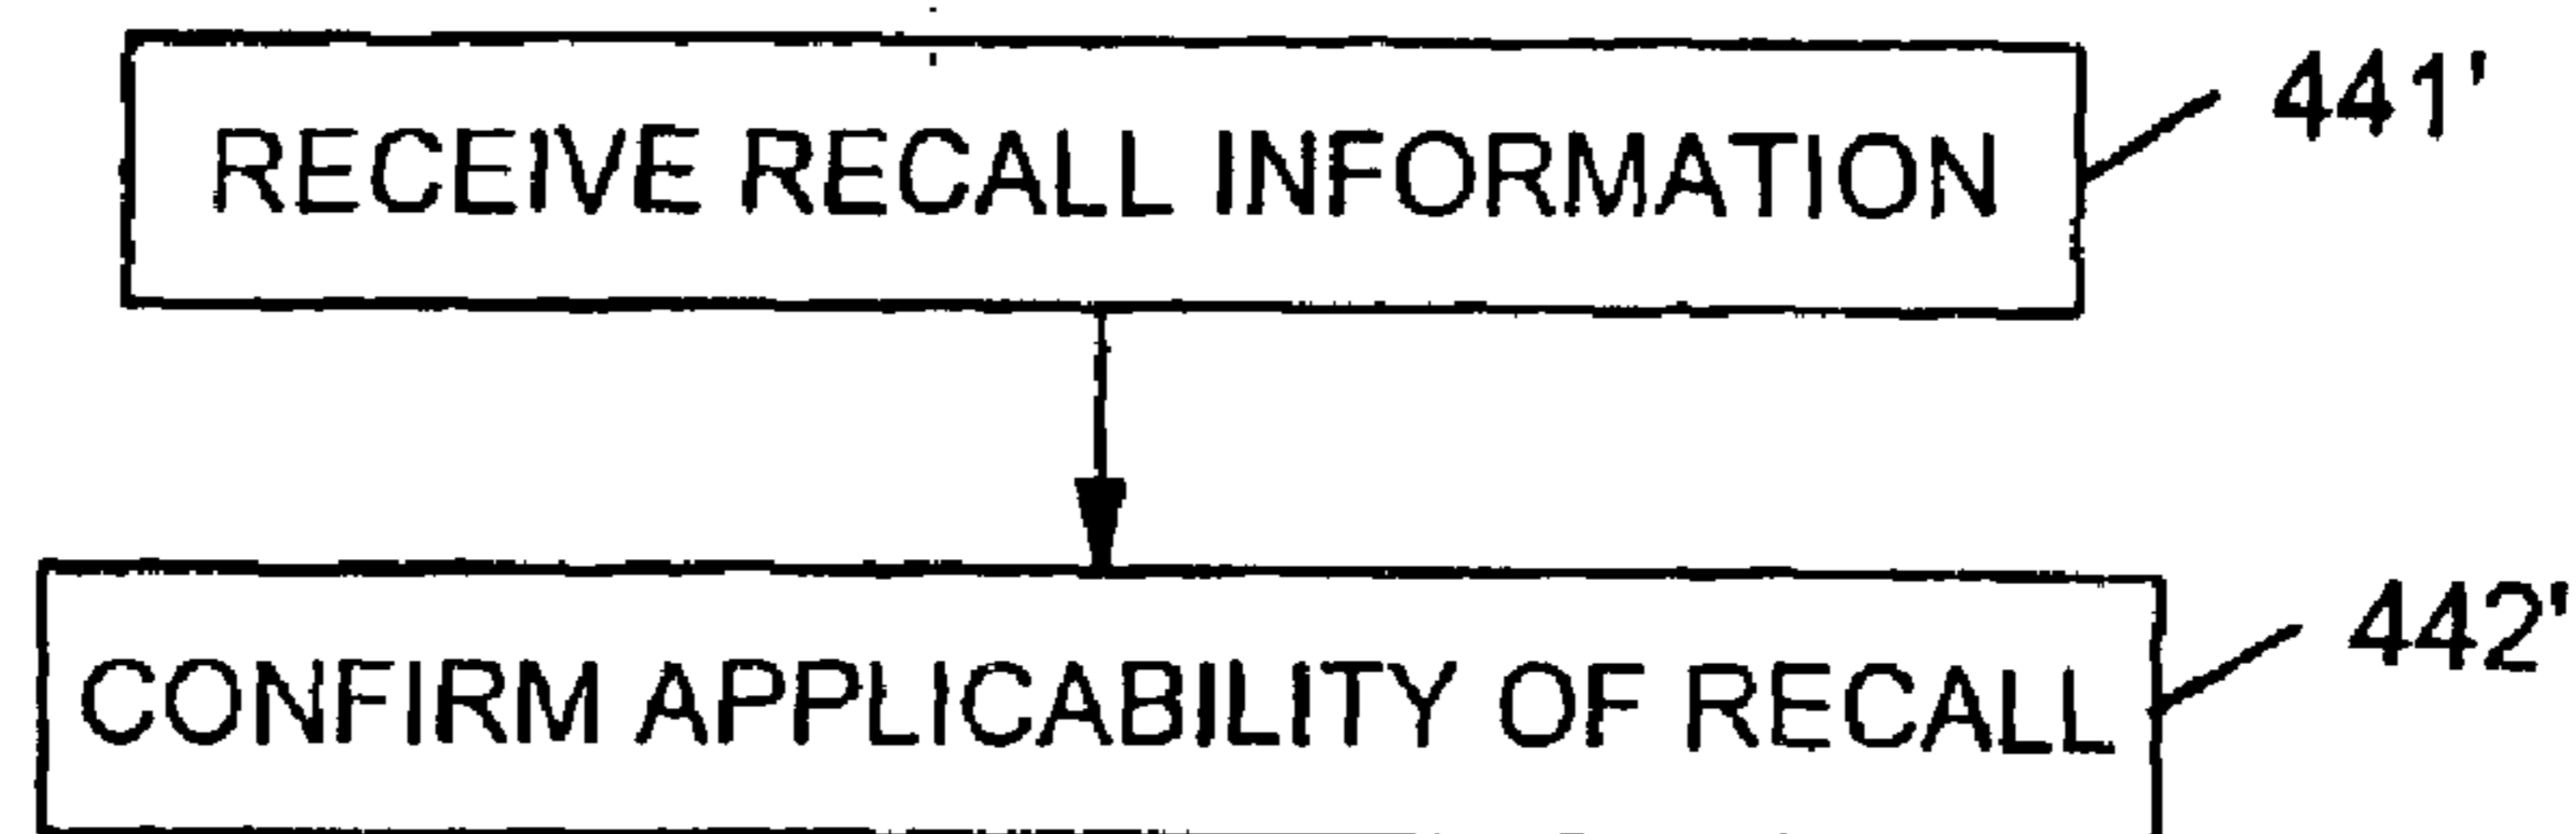 RECEIVE RECALL INFORMATION
441'
CONFIRM APPLICABILITY OF RECALL
442'